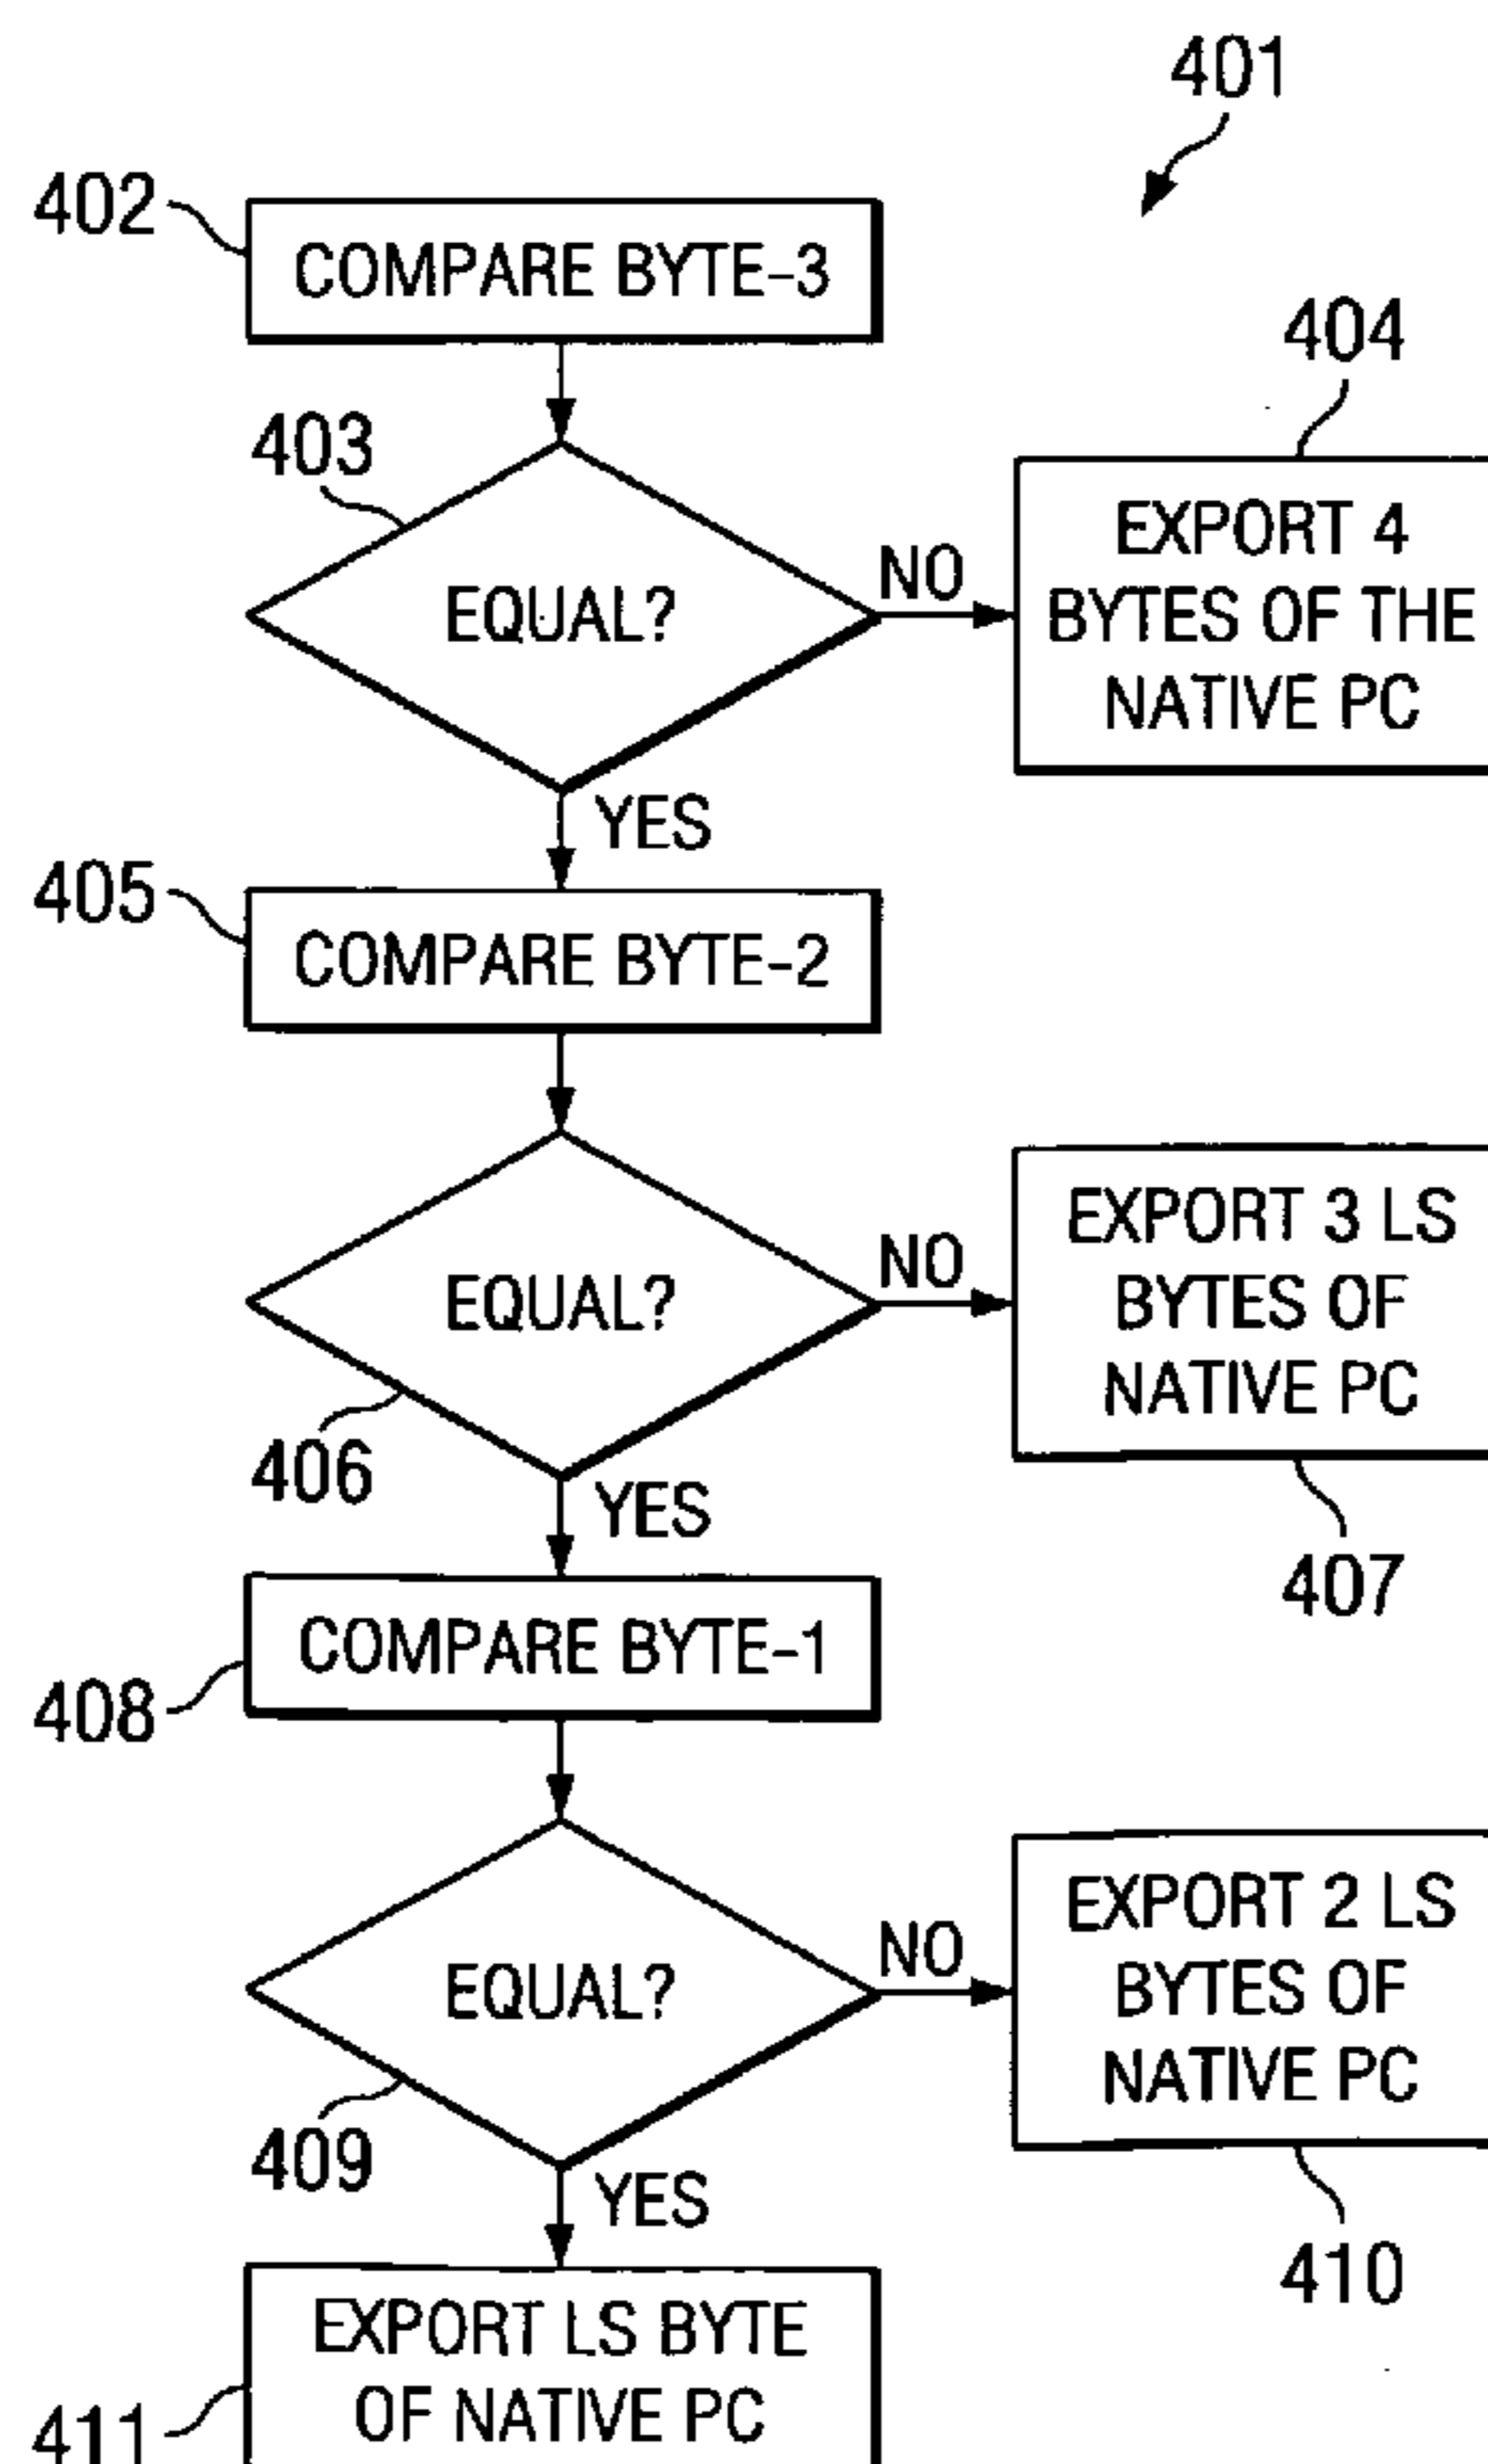 401
402
COMPARE BYTE-3
404
403
EQUAL?
NO
EXPORT 4
BYTES OF THE
NATIVE PC
YES
405
COMPARE BYTE-2
EQUAL?
NO
EXPORT 3 LS
BYTES OF
NATIVE PC
406
YES
407
COMPARE BYTE-1
408
EQUAL?
NO
EXPORT 2 LS
BYTES OF
NATIVE PC
409
YES
410
EXPORT LS BYTE
OF NATIVE PC
411